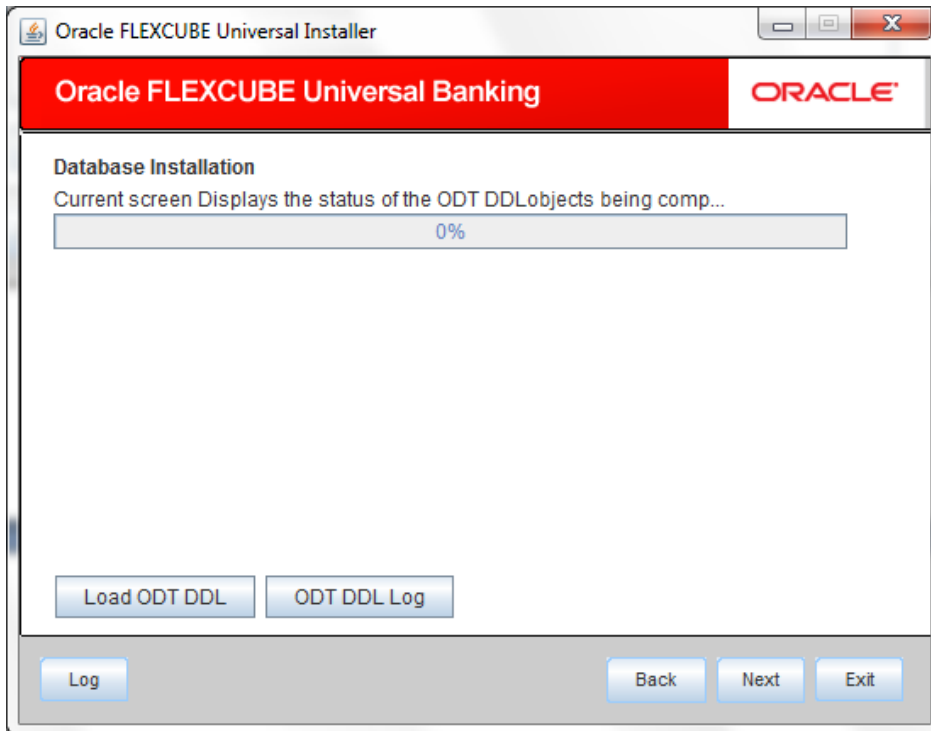 Oracle FLEXCUBE Universal Installer
Oracle FLEXCUBE Universal Banking
ORACLE®
Database Installation
Current screen Displays the status of the ODT DDLobjects being comp...
0%
Load ODT DDL
ODT DDL Log
Log
Back
Next
Exit